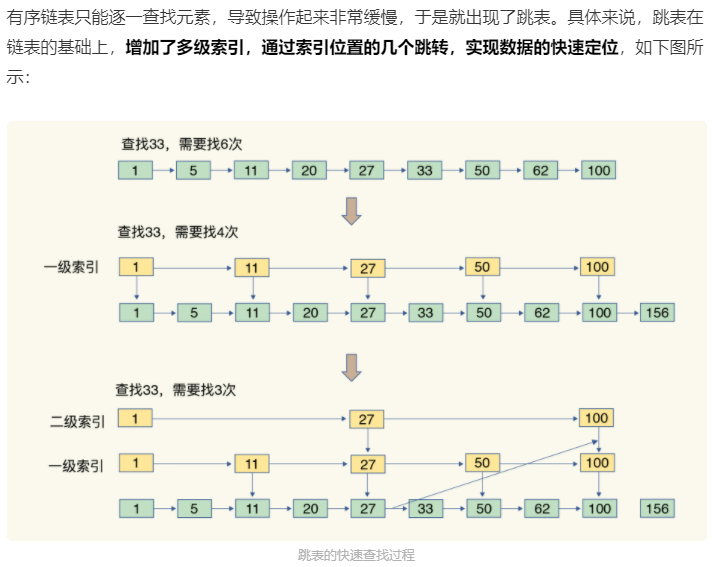 有序链表只能逐一查找元素，导致操作起来非常缓慢，于是就出现了跳表。具体来说，跳表在
链表的基础上，增加了多级索引，通过索引位置的几个跳转，实现数据的快速定位，如下图所
示：
查找33，需要找6次
1 5 11 20 27 33 50 62 100
查找33，需要找4次
一级索引 1 11 27 50 100
1 5 11 20 27 33 50 62 100 156
查找33，需要找3次
二级索引 1 27 100
一级索引 1 11 27 50 100
1 5 11 20 27 33 50 62 100 156
跳表的快速查找过程